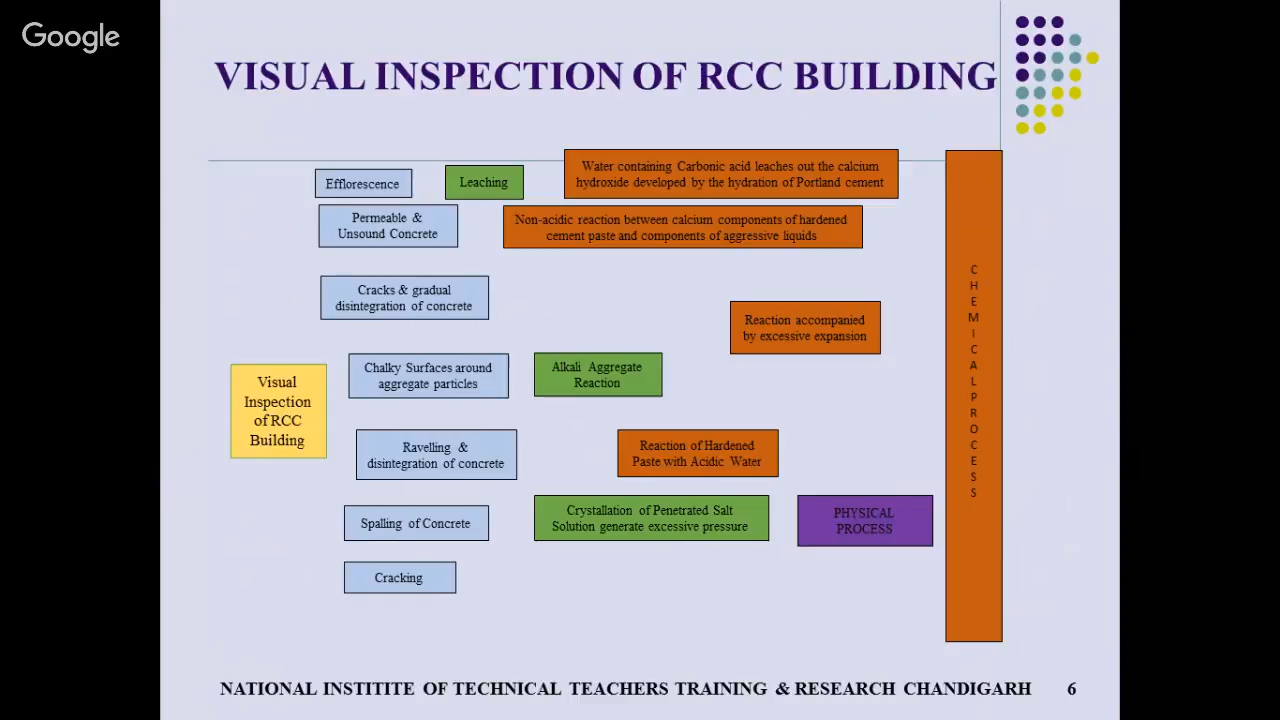 Google
VISUAL INSPECTION OF RCC BUILDING
Efflorescence
Leaching
Water containing Carbonic acid leaches out the calcium
hydroxide developed by the hydration of Portland cement
Permeable &
Unsound Concrete
Non-acidic reaction between calcium components of hardened
cement paste and components of aggressive liquids
Cracks & gradual
disintegration of concrete
Reaction accompanied
by excessive expansion
Chalky Surfaces around
aggregate particles
Alkali Aggregate
Reaction
Visual
Inspection
of RCC
Building
Ravelling &
disintegration of concrete
Reaction of Hardened
Paste with Acidic Water
Spalling of Concrete
Crystallation of Penetrated Salt
Solution generate excessive pressure
PHYSICAL
PROCESS
Cracking
C
H
E
M
I
C
A
L
P
R
O
C
E
S
S
NATIONAL INSTITITE OF TECHNICAL TEACHERS TRAINING & RESEARCH CHANDIGARH
6